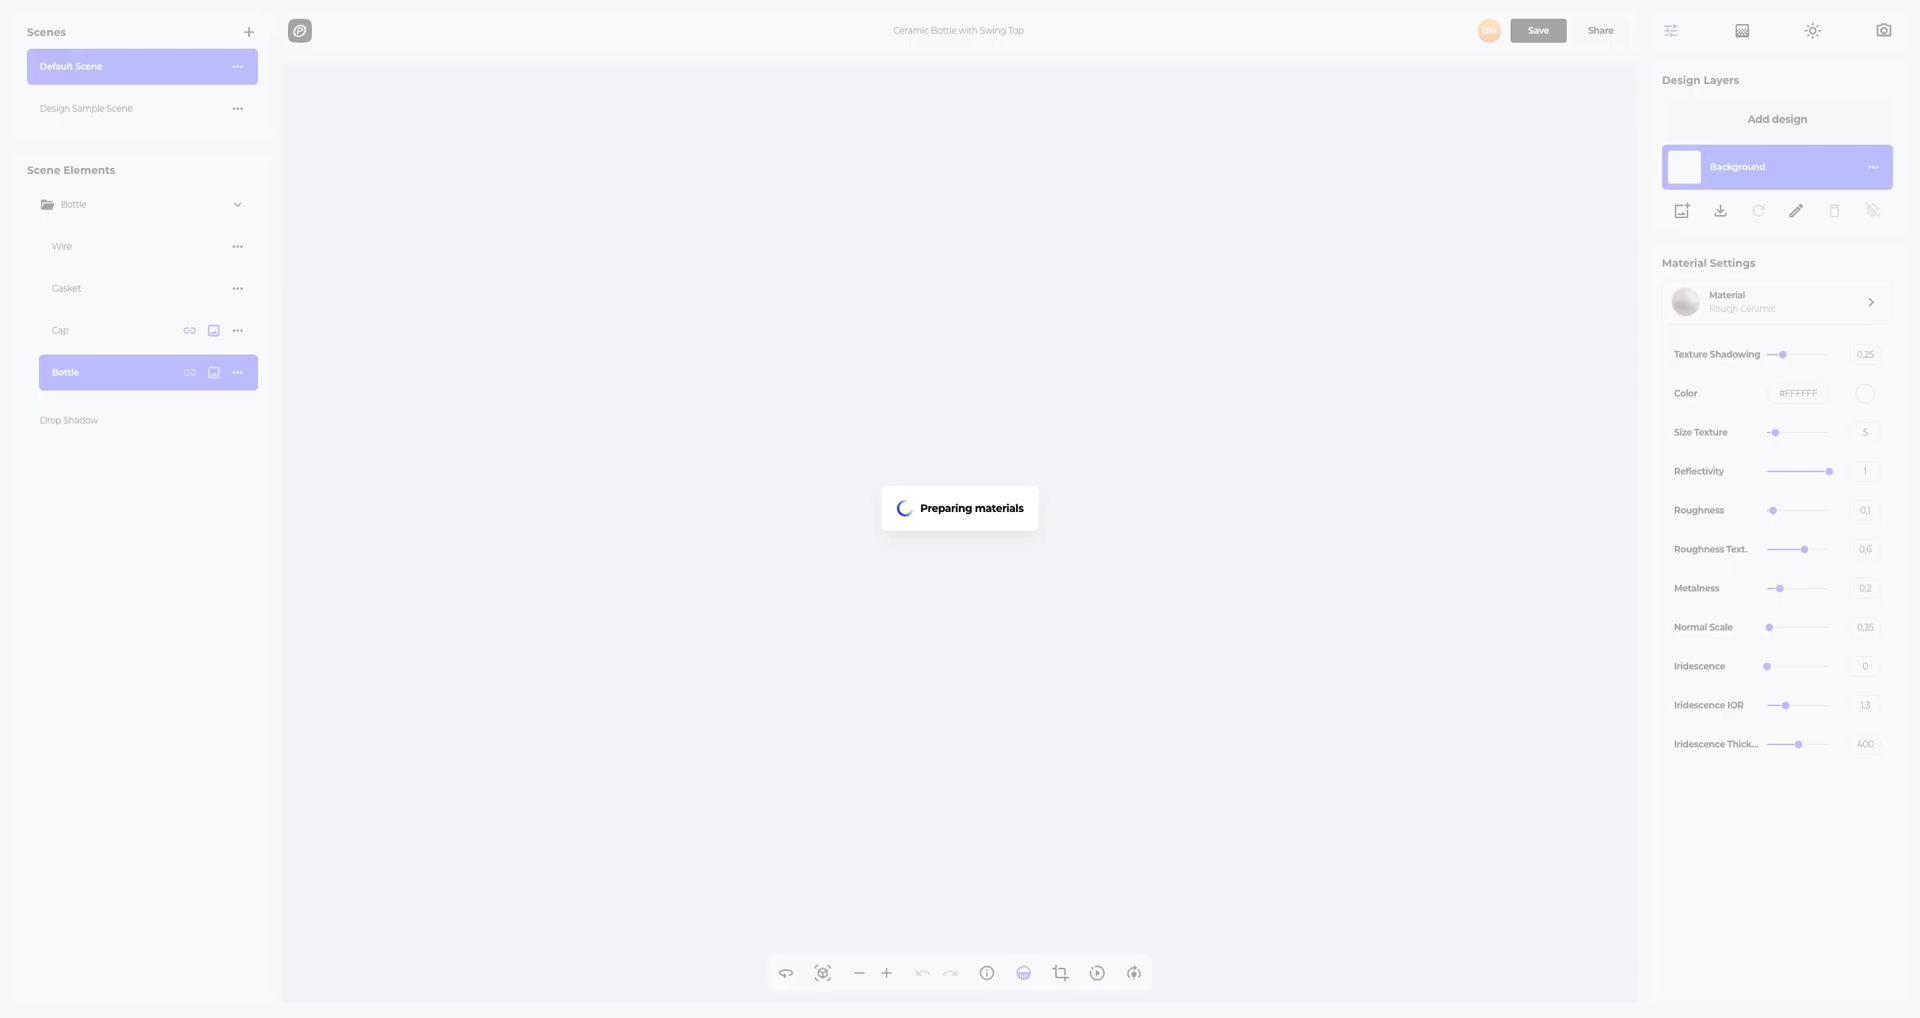 Scenes
Default Scene
Design Sample Scene
Scene Elements
Bottle
Wire
Gasket
Cap
Bottle
Drop Shadow
Ceramic Bottle with Swing Top
DM
Save
Share
Preparing materials
Design Layers
Add design
Background
Material Settings
Material
Rough Ceramic
Texture Shadowing 0,25
Color #FFFFFF
Size Texture 5
Reflectivity 1
Roughness 0,1
Roughness Text. 0,6
Metalness 0,2
Normal Scale 0,35
Iridescence 0
Iridescence IOR 1,3
Iridescence Thick... 400